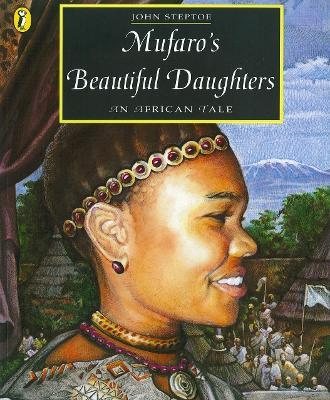 JOHN STEPTOE
Mufaro's
Beautiful Daughters
AN AFRICAN TALE